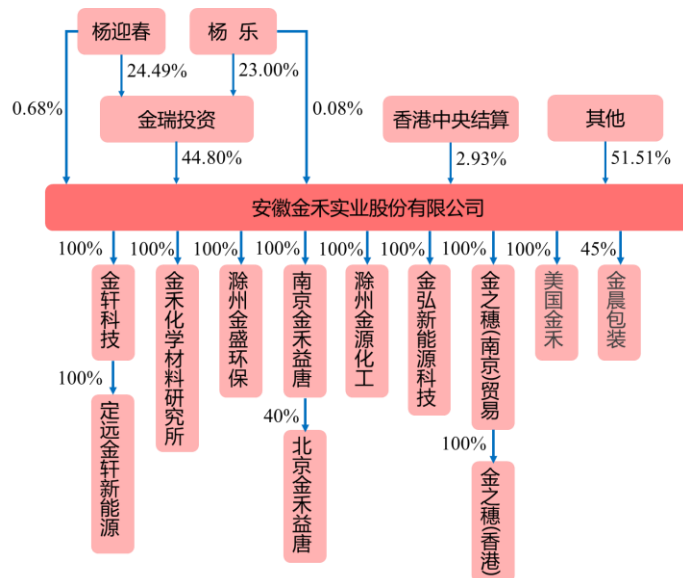 杨迎春
杨 乐
24.49%
23.00%
0.68%
0.08%
金瑞投资
香港中央结算
其他
44.80%
2.93%
51.51%
安徽金禾实业股份有限公司
100%
100%
100%
100%
100%
100%
100%
100%
45%
金轩科技
金禾化学材料研究所
滁州金盛环保
南京金禾益唐
滁州金源化工
金弘新能源科技
金之穗(南京)贸易
美国金禾
金晨包装
100%
40%
100%
定远金轩新能源
北京金禾益唐
金之穗(香港)